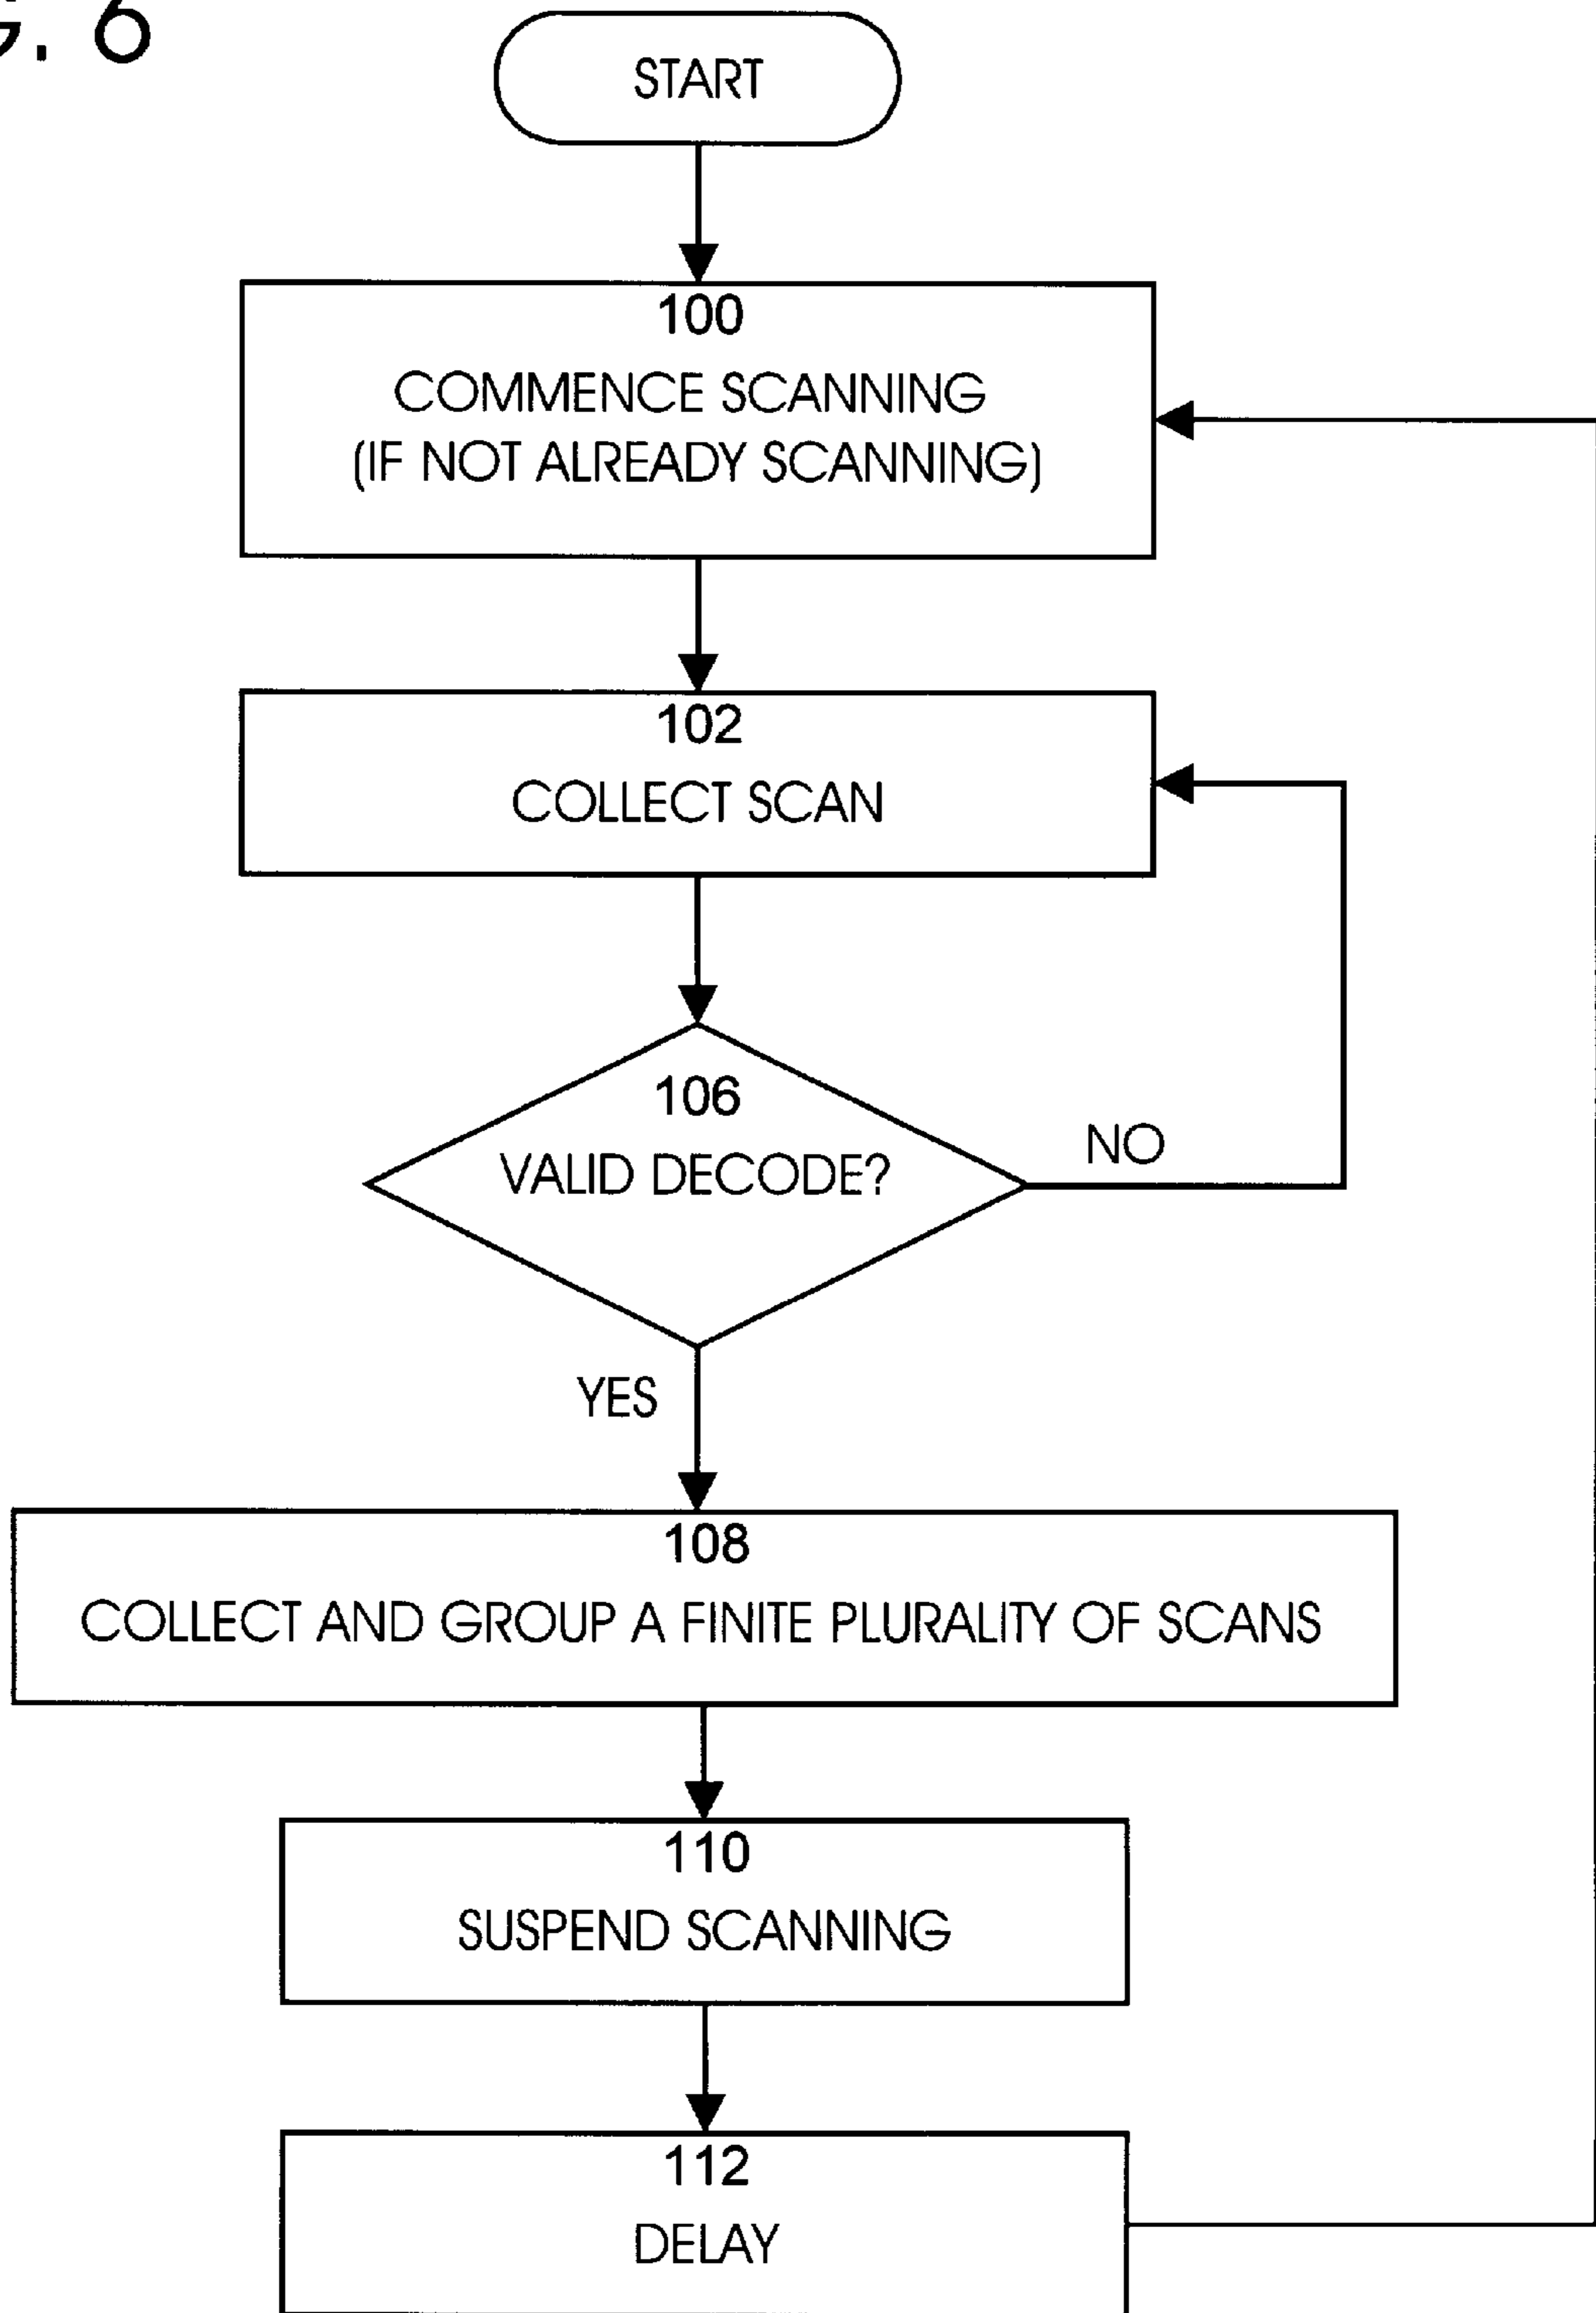 G. 6
START
100
COMMENCE SCANNING
(IF NOT ALREADY SCANNING)
102
COLLECT SCAN
106
VALID DECODE?
NO
YES
108
COLLECT AND GROUP A FINITE PLURALITY OF SCANS
110
SUSPEND SCANNING
112
DELAY